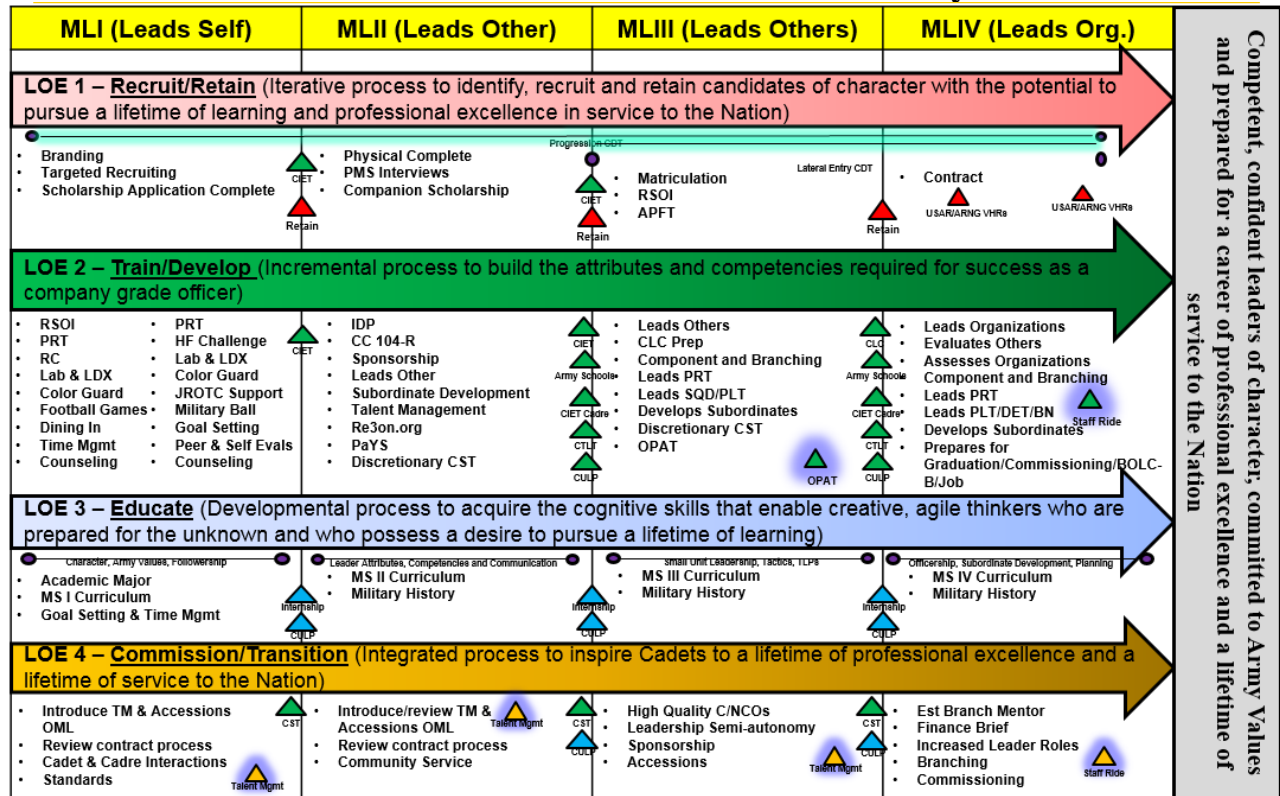 MLI (Leads Self)
MLII (Leads Other)
MLIII (Leads Others)
MLIV (Leads Org.)
LOE 1 – Recruit/Retain (Iterative process to identify, recruit and retain candidates of character with the potential to
pursue a lifetime of learning and professional excellence in service to the Nation)
Progression CDT
Lateral Entry CDT
• Branding
• Targeted Recruiting
• Scholarship Application Complete
CIET
Retain
• Physical Complete
• PMS Interviews
• Companion Scholarship
CIET
Retain
• Matriculation
• RSOI
• APFT
Retain
• Contract
USAR/ARNG VHRs
USAR/ARNG VHRs
LOE 2 – Train/Develop (Incremental process to build the attributes and competencies required for success as a
company grade officer)
• RSOI
• PRT
• RC
• Lab & LDX
• Color Guard
• Football Games
• Dining In
• Time Mgmt
• Counseling
• PRT
• HF Challenge
• Lab & LDX
• Color Guard
• JROTC Support
• Military Ball
• Goal Setting
• Peer & Self Evals
• Counseling
CIET
• IDP
• CC 104-R
• Sponsorship
• Leads Other
• Subordinate Development
• Talent Management
• Re3on.org
• PaYS
• Discretionary CST
CIET
Army Schools
CIET Cadre
CTLT
CULP
• Leads Others
• CLC Prep
• Component and Branching
• Leads PRT
• Leads SQD/PLT
• Develops Subordinates
• Discretionary CST
• OPAT
OPAT
CLC
Army Schools
CIET Cadre
CTLT
CULP
• Leads Organizations
• Evaluates Others
• Assesses Organizations
• Component and Branching
• Leads PRT
• Leads PLT/DET/BN
• Develops Subordinates
• Prepares for
Graduation/Commissioning/BOLC-
B/Job
Staff Ride
LOE 3 – Educate (Developmental process to acquire the cognitive skills that enable creative, agile thinkers who are
prepared for the unknown and who possess a desire to pursue a lifetime of learning)
Character, Army Values, Followership
• Academic Major
• MS I Curriculum
• Goal Setting & Time Mgmt
Internship
CULP
Leader Attributes, Competencies and Communication
• MS II Curriculum
• Military History
Internship
CULP
Small Unit Leadership, Tactics, TLPs
• MS III Curriculum
• Military History
Internship
CULP
Officership, Subordinate Development, Planning
• MS IV Curriculum
• Military History
LOE 4 – Commission/Transition (Integrated process to inspire Cadets to a lifetime of professional excellence and a
lifetime of service to the Nation)
• Introduce TM & Accessions
OML
• Review contract process
• Cadet & Cadre Interactions
• Standards
CST
Talent Mgmt
• Introduce/review TM &
Accessions OML
• Review contract process
• Community Service
Talent Mgmt
CST
CULP
• High Quality C/NCOs
• Leadership Semi-autonomy
• Sponsorship
• Accessions
Talent Mgmt
CST
CULP
• Est Branch Mentor
• Finance Brief
• Increased Leader Roles
• Branching
• Commissioning
Staff Ride
Competent, confident leaders of character, committed to Army Values
and prepared for a career of professional excellence and a lifetime of
service to the Nation